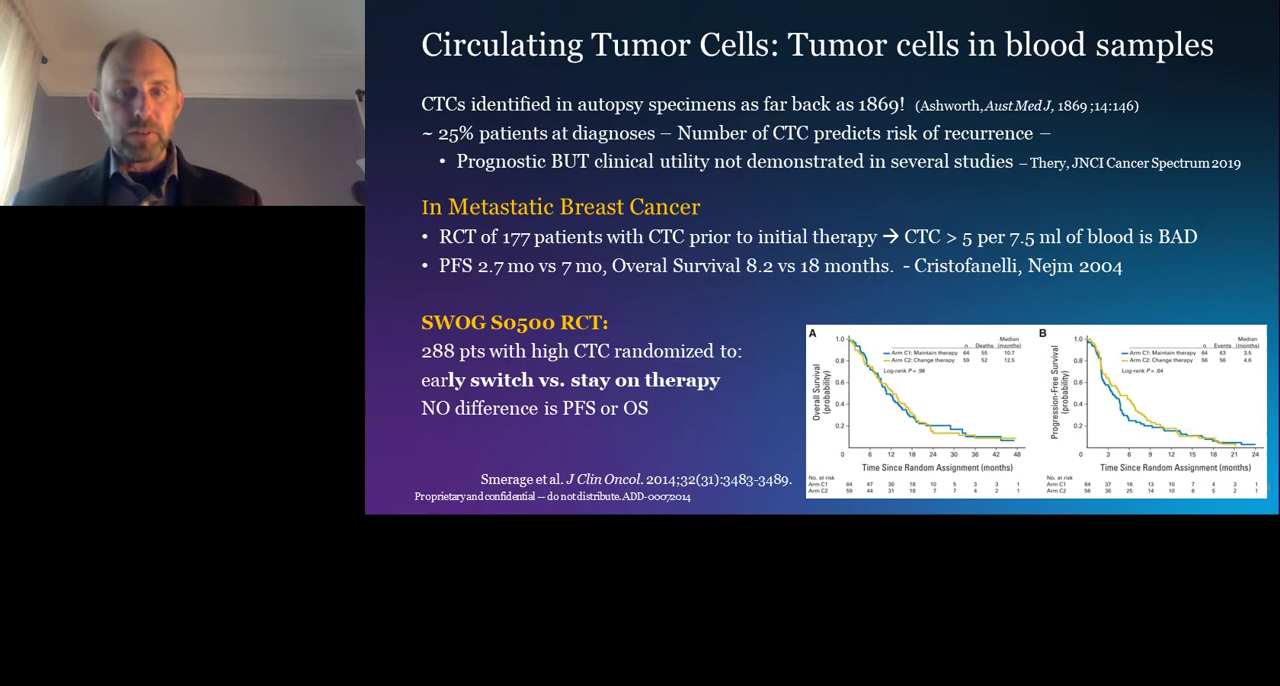 Circulating Tumor Cells: Tumor cells in blood samples
CTCs identified in autopsy specimens as far back as 1869! (Ashworth, Aust Med J, 1869 ;14:146)
~ 25% patients at diagnoses – Number of CTC predicts risk of recurrence –
• Prognostic BUT clinical utility not demonstrated in several studies – Thery, JNCI Cancer Spectrum 2019
In Metastatic Breast Cancer
• RCT of 177 patients with CTC prior to initial therapy → CTC > 5 per 7.5 ml of blood is BAD
• PFS 2.7 mo vs 7 mo, Overal Survival 8.2 vs 18 months. - Cristofanelli, Nejm 2004
SWOG S0500 RCT:
288 pts with high CTC randomized to:
early switch vs. stay on therapy
NO difference is PFS or OS
Smerage et al. J Clin Oncol. 2014;32(31):3483-3489.
Proprietary and confidential — do not distribute. ADD-0007,2014
A
Overall Survival
(probability)
1.0
0.8
0.6
0.4
0.2
0 6 12 18 24 30 36 42 48
Time Since Random Assignment (months)
n Deaths Median (months)
Arm C1: Maintain therapy 64 55 10.7
Arm C2: Change therapy 59 52 12.5
Log-rank P = .98
No. at risk
Arm C1 64 47 30 18 10 5 3 3 1
Arm C2 59 44 31 18 7 7 4 2 1
B
Progression-Free Survival
(probability)
1.0
0.8
0.6
0.4
0.2
0 3 6 9 12 15 18 21 24
Time Since Random Assignment (months)
n Events Median (months)
Arm C1: Maintain therapy 64 63 3.5
Arm C2: Change therapy 56 56 4.6
Log-rank P = .64
No. at risk
Arm C1 64 37 16 13 10 7 4 3 1
Arm C2 56 36 25 14 10 6 5 2 1